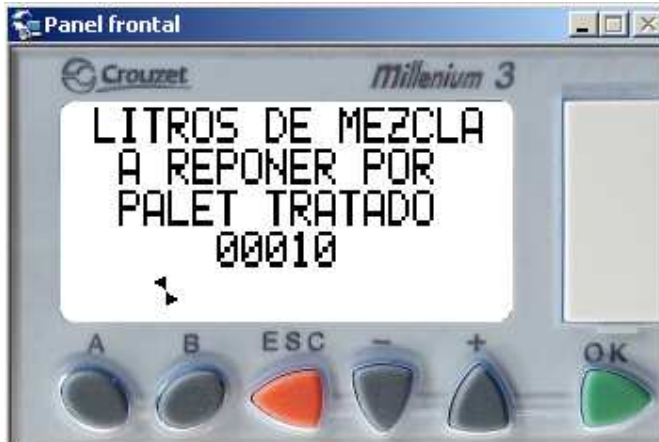 Panel frontal
Crouzet Millenium 3
LITROS DE MEZCLA
A REPONER POR
PALET TRATADO
00010
A B ESC - + OK